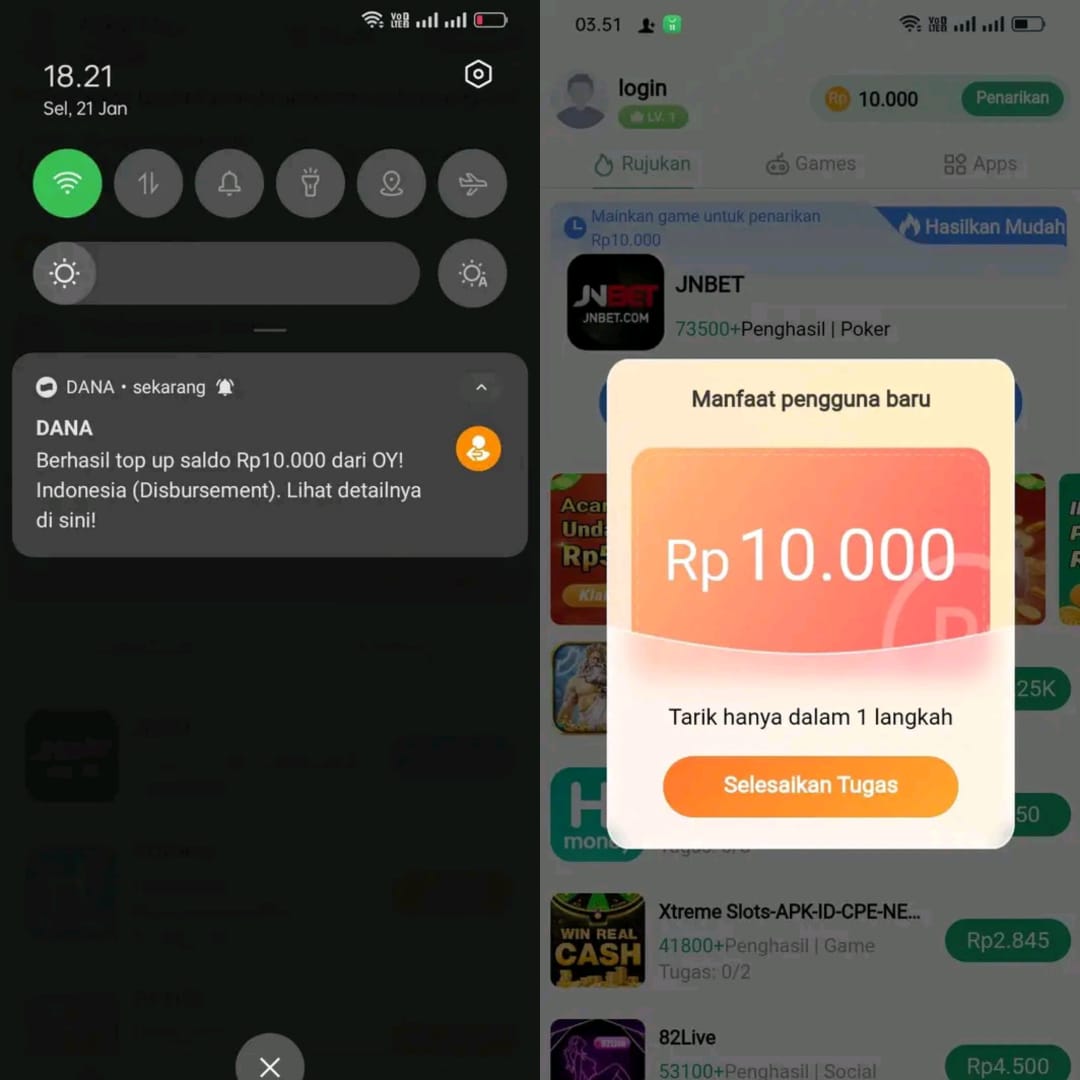 18.21
Sel, 21 Jan
DANA • sekarang
DANA
Berhasil top up saldo Rp10.000 dari OY!
Indonesia (Disbursement). Lihat detailnya
di sini!
03.51
login
LV. 1
Rp 10.000
Penarikan
Rujukan
Games
Apps
Mainkan game untuk penarikan
Rp10.000
Hasilkan Mudah
JNBET
JNBET.COM
JNBET
73500+Penghasil | Poker
Manfaat pengguna baru
Rp 10.000
Tarik hanya dalam 1 langkah
Selesaikan Tugas
25K
50
Xtreme Slots-APK-ID-CPE-NE...
41800+Penghasil | Game
Tugas: 0/2
Rp2.845
WIN REAL
CASH
82Live
53100+Penghasil | Social
Rp4.500